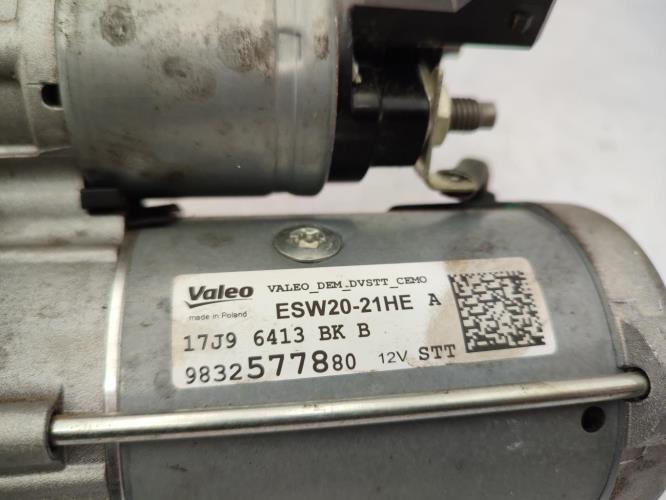 Valeo VALEO_DEM_DVSTT_CEMO
made in Poland ESW20-21HE A
17J9 6413 BK B
9832577880 12V STT